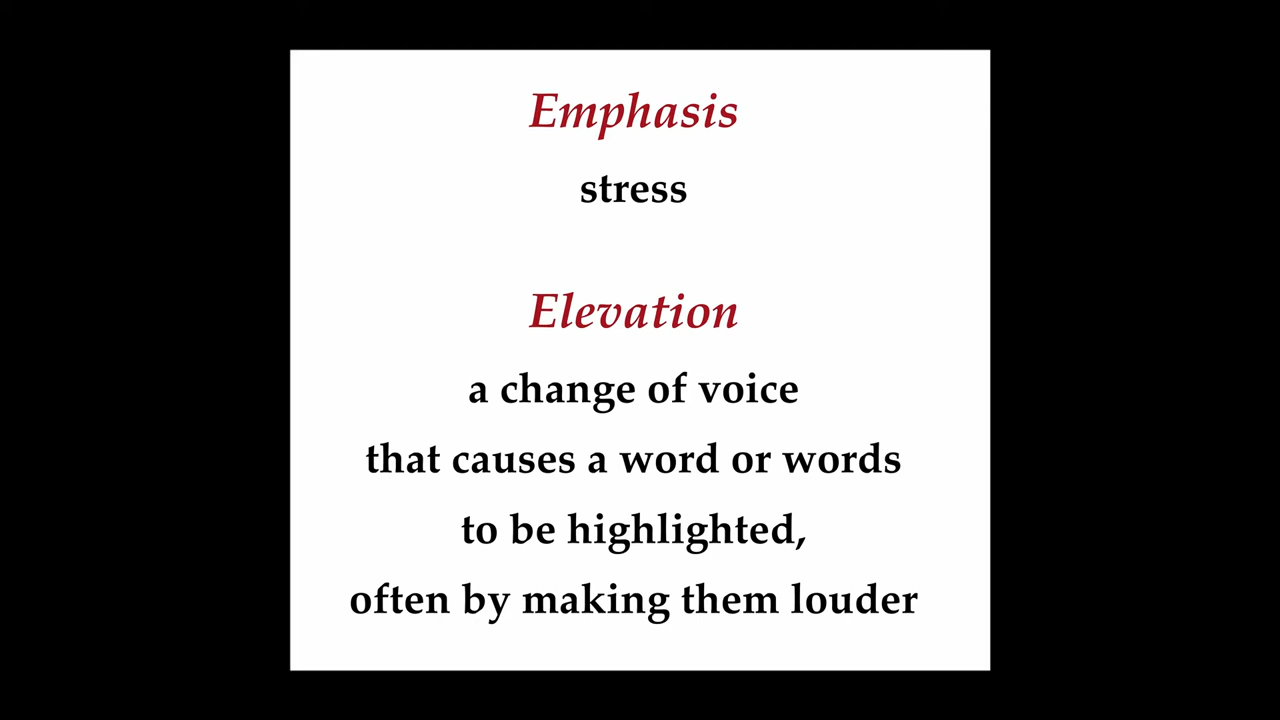 Emphasis
stress
Elevation
a change of voice
that causes a word or words
to be highlighted,
often by making them louder